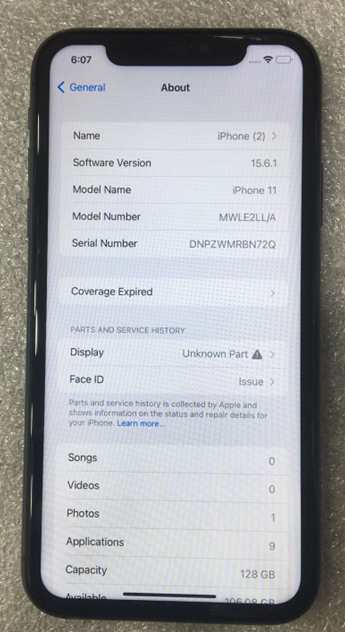 6:07
General About
Name iPhone (2)
Software Version 15.6.1
Model Name iPhone 11
Model Number MWLE2LL/A
Serial Number DNPZWMRBN72Q
Coverage Expired
PARTS AND SERVICE HISTORY
Display Unknown Part
Face ID Issue
Parts and service history is collected by Apple and
shows information on the status and repair details for
your iPhone. Learn more...
Songs 0
Videos 0
Photos 1
Applications 9
Capacity 128 GB
Available 106.08 GB